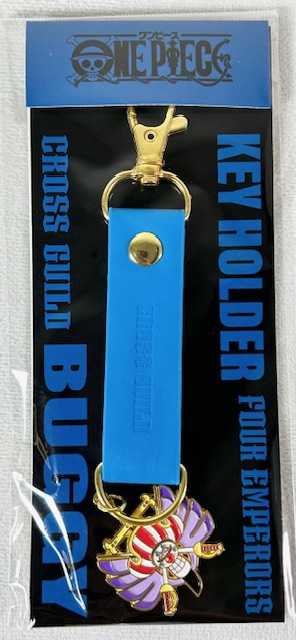 ワンピース
ONE PIECE
KEY HOLDER FOUR EMPERORS
CROSS GUILD
CROSS GUILD BUGGY